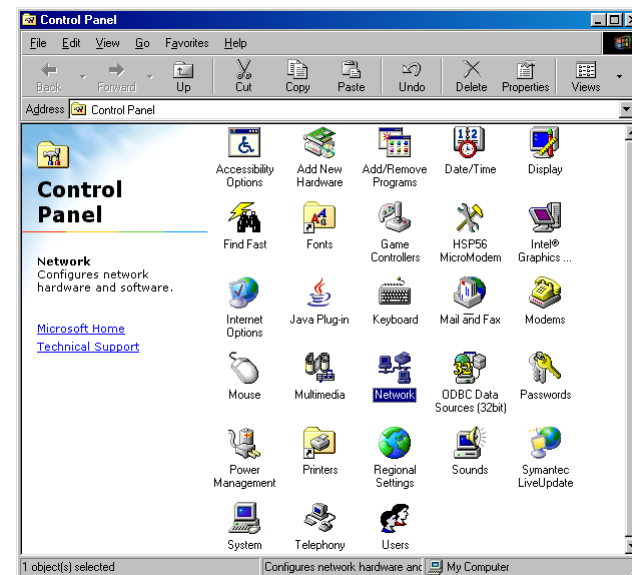 Control Panel
File Edit View Go Favorites Help
Back Forward Up Cut Copy Paste Undo Delete Properties Views
Address Control Panel
Control
Panel
Network
Configures network
hardware and software.
Microsoft Home
Technical Support
Accessibility Options
Add New Hardware
Add/Remove Programs
Date/Time
Display
Find Fast
Fonts
Game Controllers
HSP56 MicroModem
Intel® Graphics ...
Internet Options
Java Plug-in
Keyboard
Mail and Fax
Modems
Mouse
Multimedia
Network
ODBC Data Sources (32bit)
Passwords
Power Management
Printers
Regional Settings
Sounds
Symantec LiveUpdate
System
Telephony
Users
1 object(s) selected
Configures network hardware and
My Computer